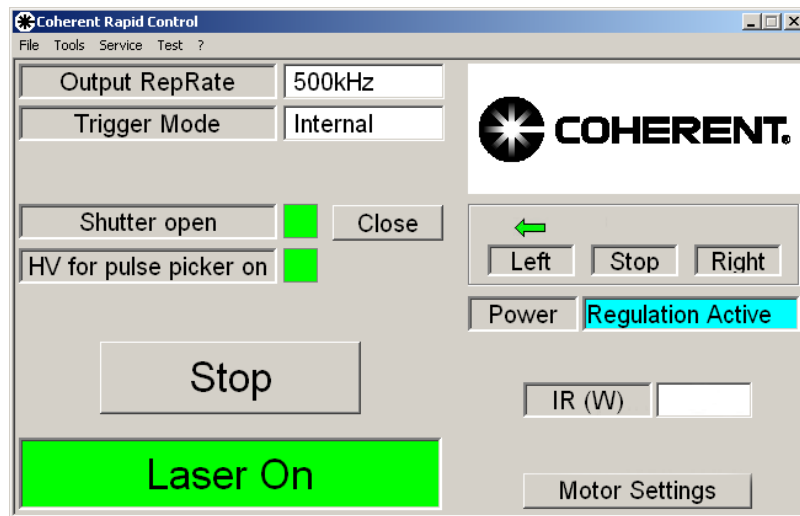 Coherent Rapid Control
File Tools Service Test ?
Output RepRate 500kHz
Trigger Mode Internal
COHERENT.
Shutter open Close
HV for pulse picker on
Left Stop Right
Power Regulation Active
Stop
IR (W)
Laser On
Motor Settings